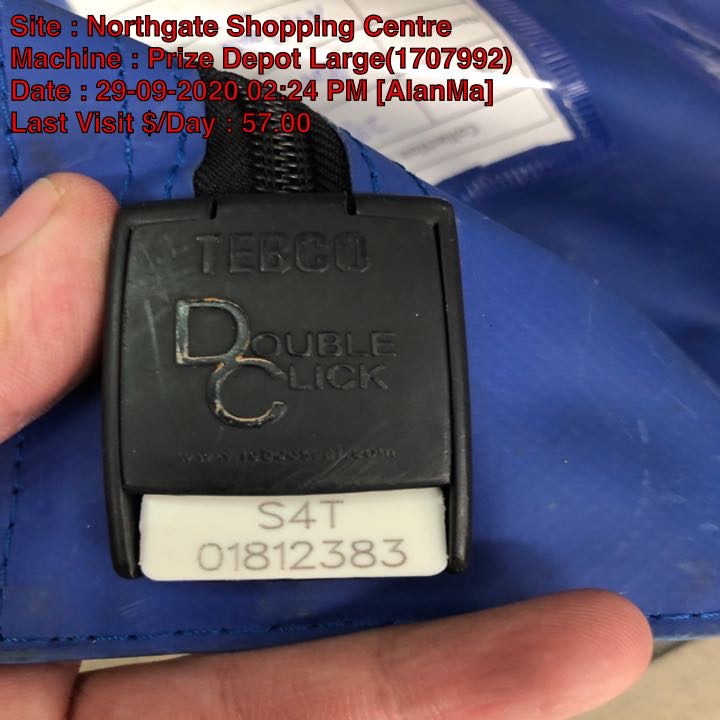 Site : Northgate Shopping Centre
Machine : Prize Depot Large(1707992)
Date : 29-09-2020 02:24 PM [AlanMa]
Last Visit $/Day : 57.00
Collection
TEBCO
DOUBLE
CLICK
S4T
01812383